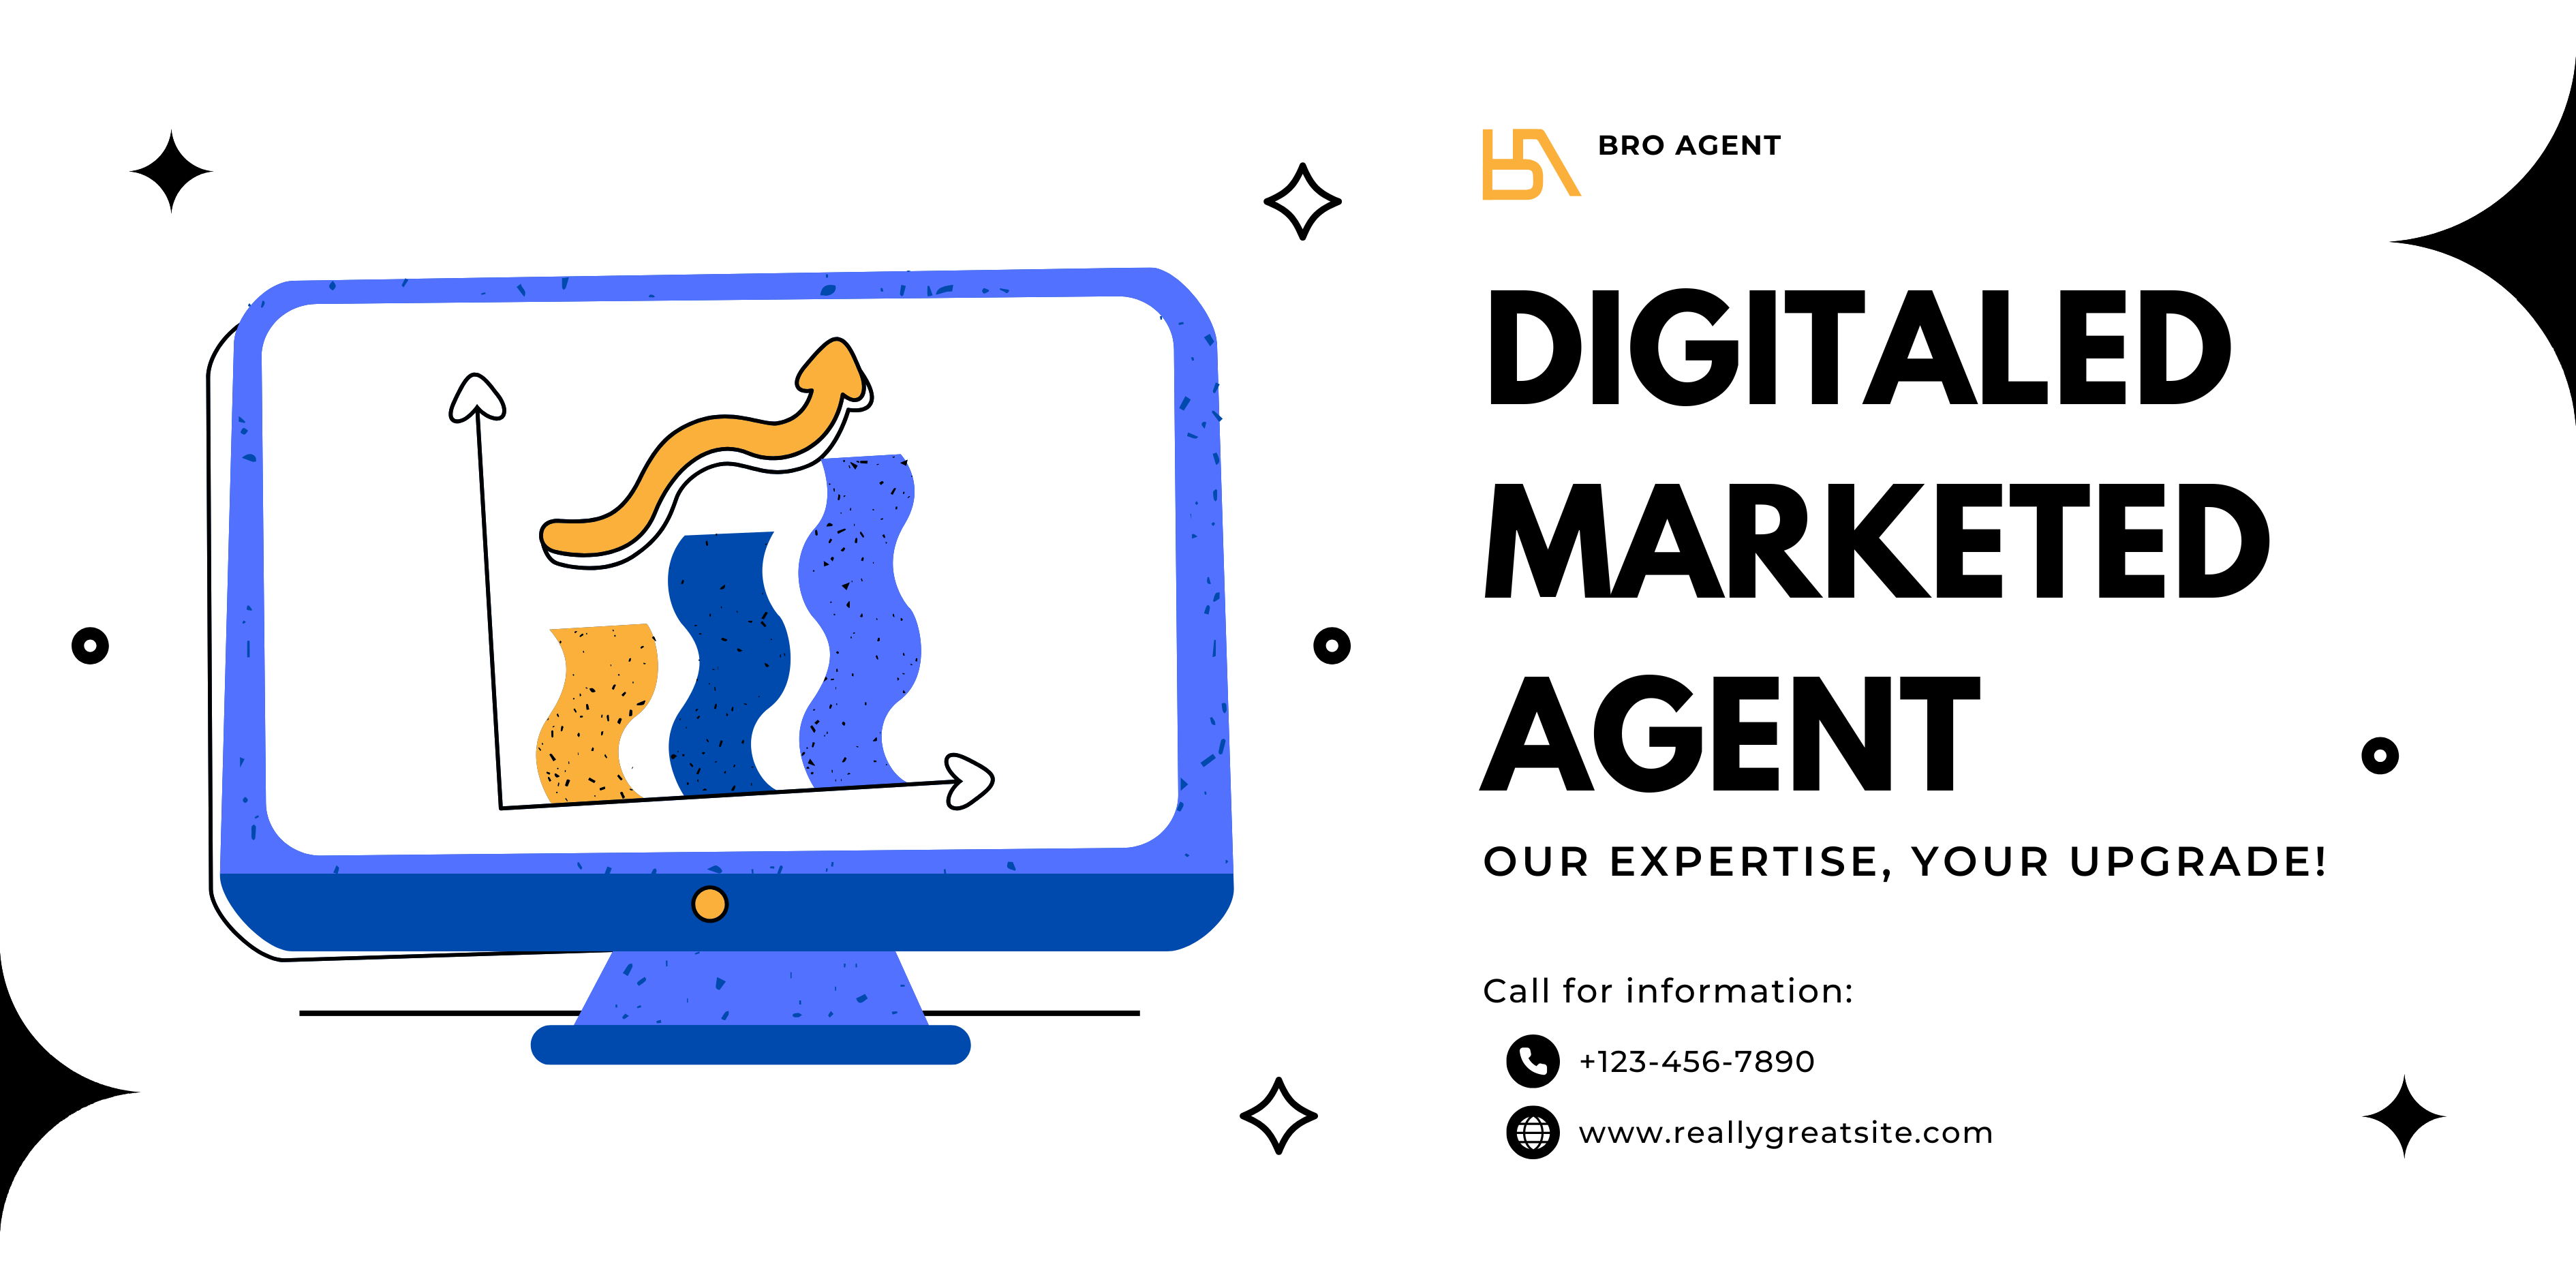 BRO AGENT
DIGITALED
MARKETED
AGENT
OUR EXPERTISE, YOUR UPGRADE!
Call for information:
+123-456-7890
www.reallygreatsite.com